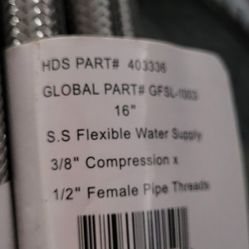 HDS PART# 403336
GLOBAL PART# GFSL-1003
16"
S.S Flexible Water Supply
3/8" Compression x
1/2" Female Pipe Threads